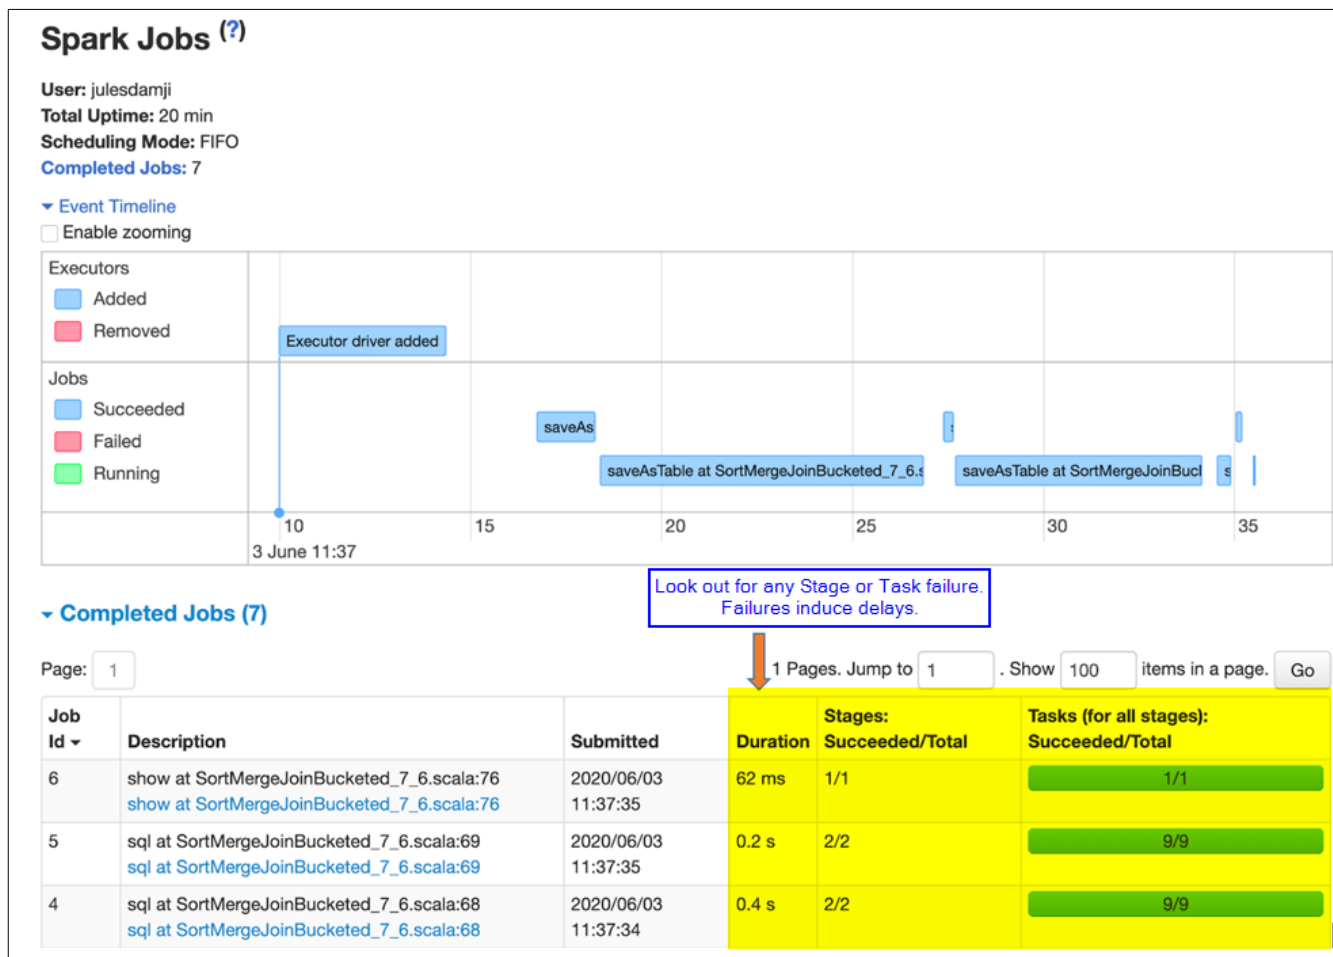 Spark Jobs (?)
User: julesdamji
Total Uptime: 20 min
Scheduling Mode: FIFO
Completed Jobs: 7
Event Timeline
Enable zooming
Executors
Added
Removed
Executor driver added
Jobs
Succeeded
Failed
Running
saveAs
saveAsTable at SortMergeJoinBucketed_7_6.s
saveAsTable at SortMergeJoinBucl
s
10 15 20 25 30 35
3 June 11:37
Look out for any Stage or Task failure.
Failures induce delays.
Completed Jobs (7)
Page: 1
1 Pages. Jump to 1 . Show 100 items in a page. Go
Job Id Description Submitted Duration Stages: Succeeded/Total Tasks (for all stages): Succeeded/Total
6 show at SortMergeJoinBucketed_7_6.scala:76 2020/06/03 62 ms 1/1 1/1
show at SortMergeJoinBucketed_7_6.scala:76 11:37:35
5 sql at SortMergeJoinBucketed_7_6.scala:69 2020/06/03 0.2 s 2/2 9/9
sql at SortMergeJoinBucketed_7_6.scala:69 11:37:35
4 sql at SortMergeJoinBucketed_7_6.scala:68 2020/06/03 0.4 s 2/2 9/9
sql at SortMergeJoinBucketed_7_6.scala:68 11:37:34